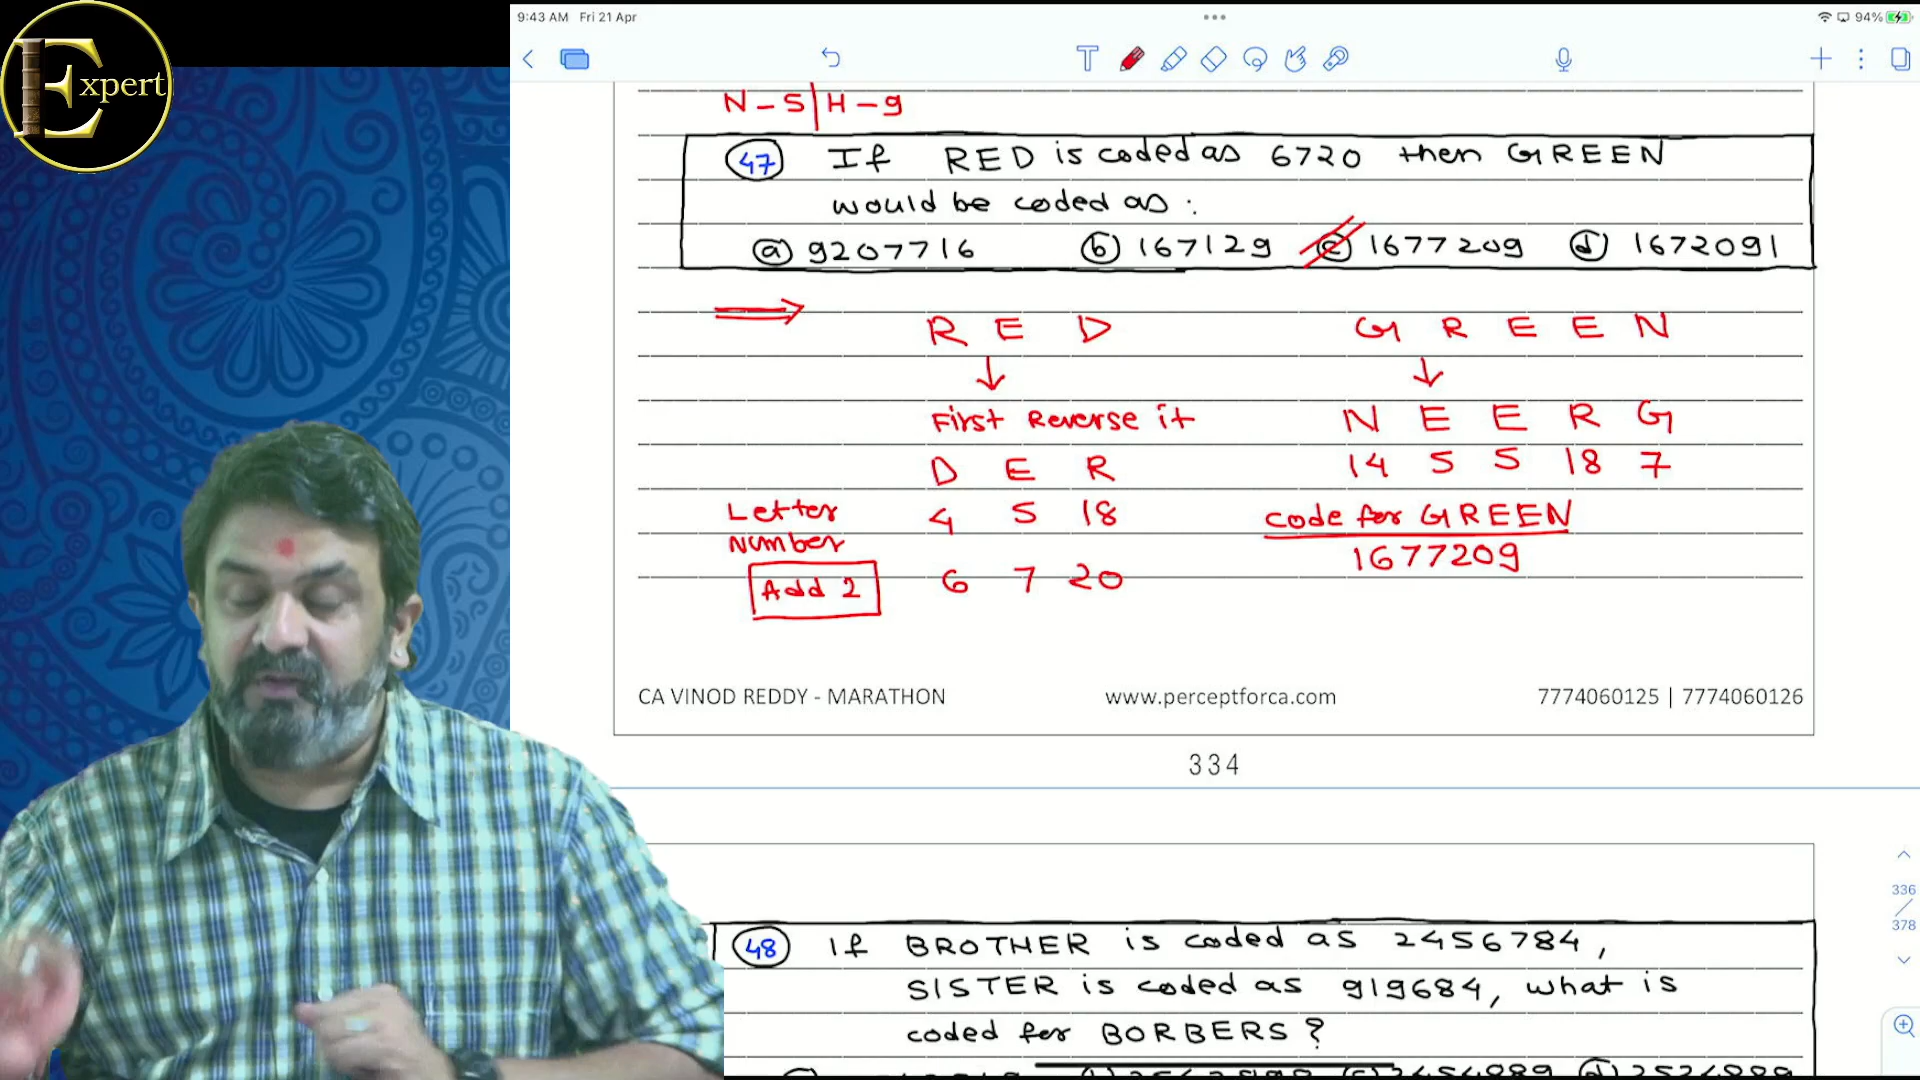 Expert
9:43 AM Fri 21 Apr
94%
N - 5 | H - 9
47 If RED is coded as 6720 then GREEN
would be coded as :
a 9207716 b 167129 c 1677209 d 1672091
R E D G R E E N
First Reverse it N E E R G
D E R 14 5 5 18 7
Letter 4 5 18 code for GREEN
Number 1677209
Add 2 6 7 20
CA VINOD REDDY - MARATHON www.perceptforca.com 7774060125 | 7774060126
334
336
378
48 If BROTHER is coded as 2456784,
SISTER is coded as 919684, what is
coded for BORBERS ?